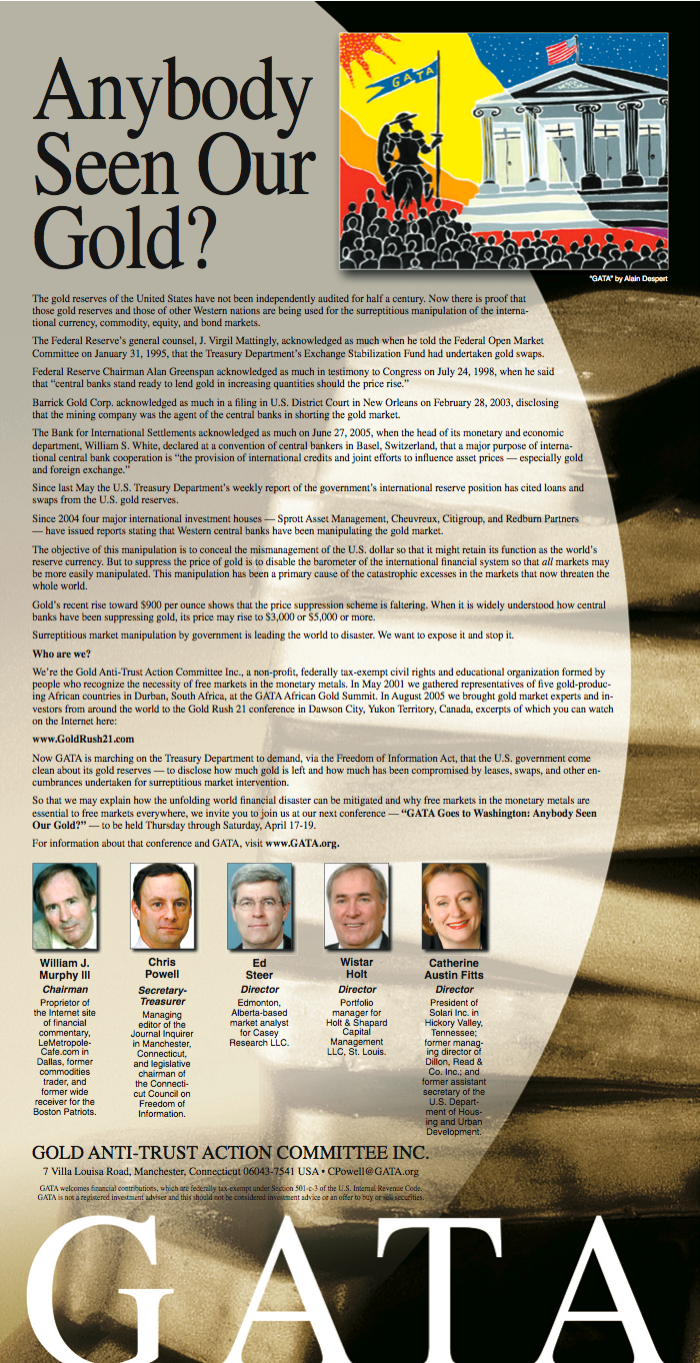 Anybody
Seen Our
Gold?
GATA
"GATA" by Alain Despert
The gold reserves of the United States have not been independently audited for half a century. Now there is proof that
those gold reserves and those of other Western nations are being used for the surreptitious manipulation of the interna-
tional currency, commodity, equity, and bond markets.
The Federal Reserve's general counsel, J. Virgil Mattingly, acknowledged as much when he told the Federal Open Market
Committee on January 31, 1995, that the Treasury Department's Exchange Stabilization Fund had undertaken gold swaps.
Federal Reserve Chairman Alan Greenspan acknowledged as much in testimony to Congress on July 24, 1998, when he said
that "central banks stand ready to lend gold in increasing quantities should the price rise."
Barrick Gold Corp. acknowledged as much in a filing in U.S. District Court in New Orleans on February 28, 2003, disclosing
that the mining company was the agent of the central banks in shorting the gold market.
The Bank for International Settlements acknowledged as much on June 27, 2005, when the head of its monetary and economic
department, William S. White, declared at a convention of central bankers in Basel, Switzerland, that a major purpose of interna-
tional central bank cooperation is "the provision of international credits and joint efforts to influence asset prices — especially gold
and foreign exchange."
Since last May the U.S. Treasury Department's weekly report of the government's international reserve position has cited loans and
swaps from the U.S. gold reserves.
Since 2004 four major international investment houses — Sprott Asset Management, Cheuvreux, Citigroup, and Redburn Partners
— have issued reports stating that Western central banks have been manipulating the gold market.
The objective of this manipulation is to conceal the mismanagement of the U.S. dollar so that it might retain its function as the world's
reserve currency. But to suppress the price of gold is to disable the barometer of the international financial system so that all markets may
be more easily manipulated. This manipulation has been a primary cause of the catastrophic excesses in the markets that now threaten the
whole world.
Gold's recent rise toward $900 per ounce shows that the price suppression scheme is faltering. When it is widely understood how central
banks have been suppressing gold, its price may rise to $3,000 or $5,000 or more.
Surreptitious market manipulation by government is leading the world to disaster. We want to expose it and stop it.
Who are we?
We're the Gold Anti-Trust Action Committee Inc., a non-profit, federally tax-exempt civil rights and educational organization formed by
people who recognize the necessity of free markets in the monetary metals. In May 2001 we gathered representatives of five gold-produc-
ing African countries in Durban, South Africa, at the GATA African Gold Summit. In August 2005 we brought gold market experts and in-
vestors from around the world to the Gold Rush 21 conference in Dawson City, Yukon Territory, Canada, excerpts of which you can watch
on the Internet here:
www.GoldRush21.com
Now GATA is marching on the Treasury Department to demand, via the Freedom of Information Act, that the U.S. government come
clean about its gold reserves — to disclose how much gold is left and how much has been compromised by leases, swaps, and other en-
cumbrances undertaken for surreptitious market intervention.
So that we may explain how the unfolding world financial disaster can be mitigated and why free markets in the monetary metals are
essential to free markets everywhere, we invite you to join us at our next conference — "GATA Goes to Washington: Anybody Seen
Our Gold?" — to be held Thursday through Saturday, April 17-19.
For information about that conference and GATA, visit www.GATA.org.
William J.
Murphy III
Chairman
Proprietor of
the Internet site
of financial
commentary,
LeMetropole-
Cafe.com in
Dallas, former
commodities
trader, and
former wide
receiver for the
Boston Patriots.
Chris
Powell
Secretary-
Treasurer
Managing
editor of the
Journal Inquirer
in Manchester,
Connecticut,
and legislative
chairman of
the Connecti-
cut Council on
Freedom of
Information.
Ed
Steer
Director
Edmonton,
Alberta-based
market analyst
for Casey
Research LLC.
Wistar
Holt
Director
Portfolio
manager for
Holt & Shapard
Capital
Management
LLC, St. Louis.
Catherine
Austin Fitts
Director
President of
Solari Inc. in
Hickory Valley,
Tennessee;
former manag-
ing director of
Dillon, Read &
Co. Inc.; and
former assistant
secretary of the
U.S. Depart-
ment of Hous-
ing and Urban
Development.
GOLD ANTI-TRUST ACTION COMMITTEE INC.
7 Villa Louisa Road, Manchester, Connecticut 06043-7541 USA • CPowell@GATA.org
GATA welcomes financial contributions, which are federally tax-exempt under Section 501-c-3 of the U.S. Internal Revenue Code.
GATA is not a registered investment adviser and this should not be considered investment advice or an offer to buy or sell securities.
GATA